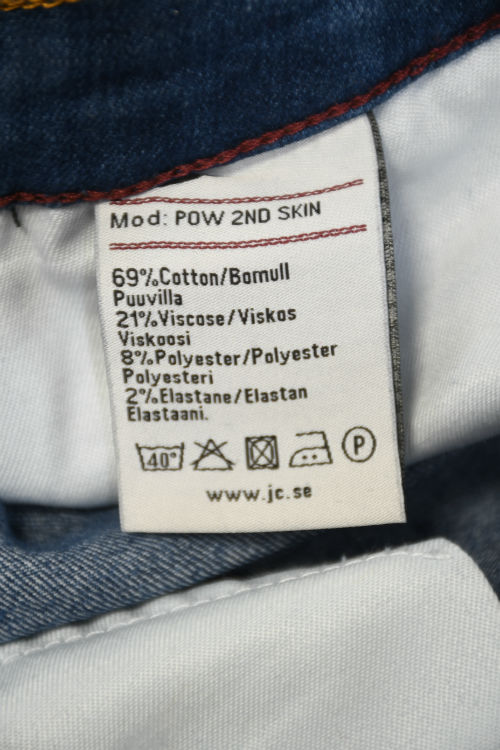 Mod: POW 2ND SKIN
69%Cotton/Bomull
Puuvilla
21%Viscose/Viskos
Viskoosi
8%Polyester/Polyester
Polyesteri
2%Elastane/Elastan
Elastaani.
40° P
www.jc.se